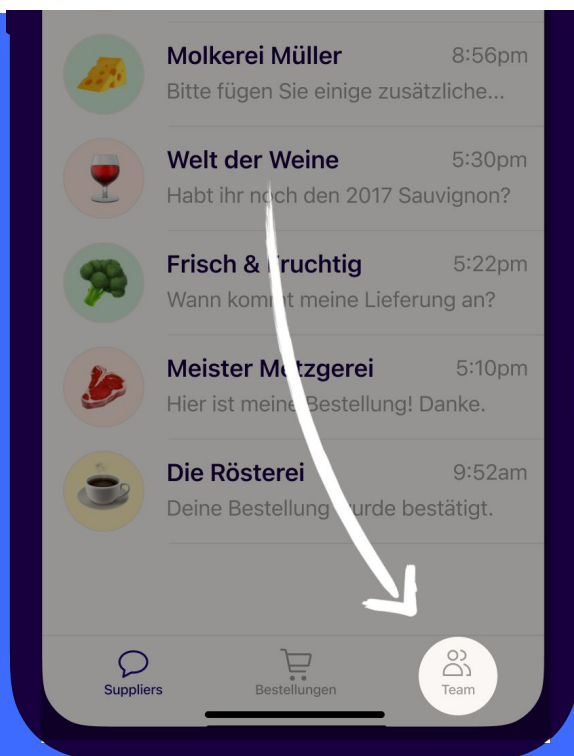 Molkerei Müller 8:56pm
Bitte fügen Sie einige zusätzliche...
Welt der Weine 5:30pm
Habt ihr noch den 2017 Sauvignon?
Frisch & Fruchtig 5:22pm
Wann kommt meine Lieferung an?
Meister Metzgerei 5:10pm
Hier ist meine Bestellung! Danke.
Die Rösterei 9:52am
Deine Bestellung wurde bestätigt.
Suppliers Bestellungen Team